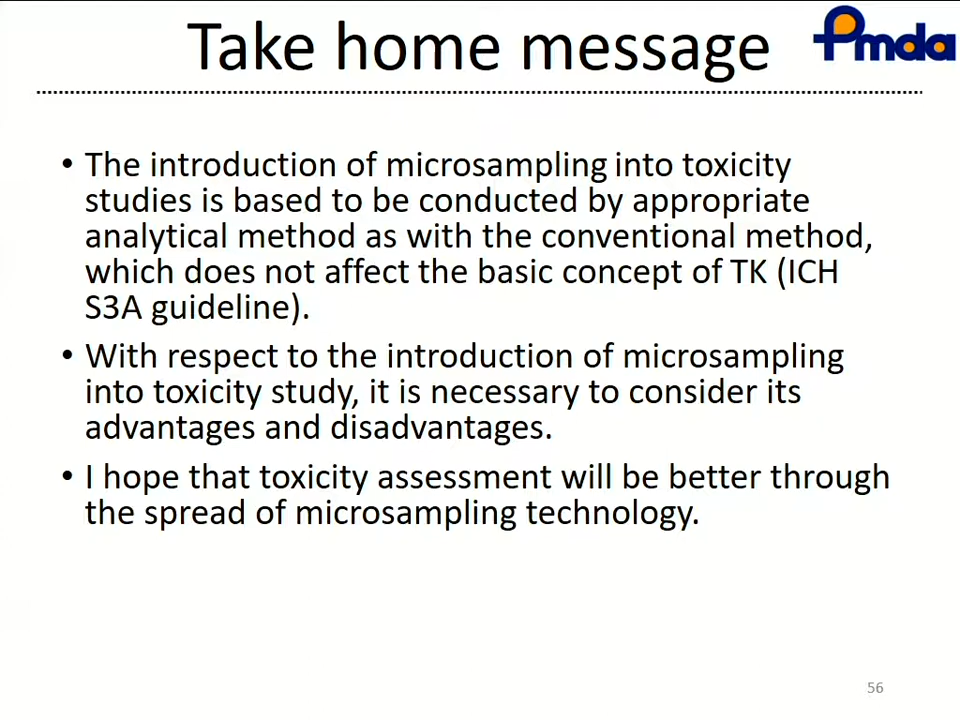 Take home message
Pmda
• The introduction of microsampling into toxicity
studies is based to be conducted by appropriate
analytical method as with the conventional method,
which does not affect the basic concept of TK (ICH
S3A guideline).
• With respect to the introduction of microsampling
into toxicity study, it is necessary to consider its
advantages and disadvantages.
• I hope that toxicity assessment will be better through
the spread of microsampling technology.
56